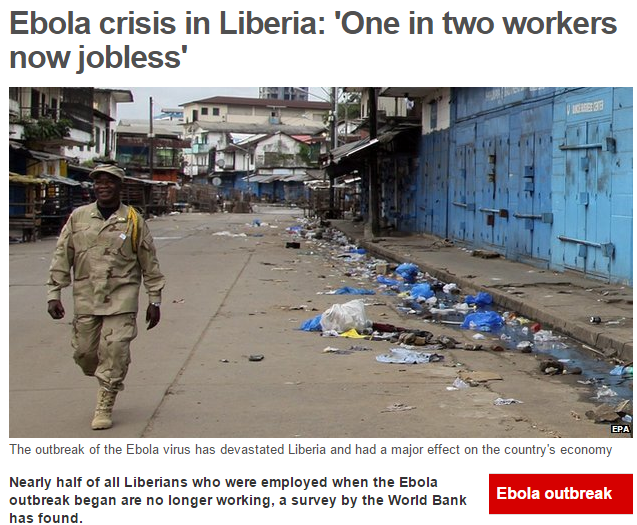 Ebola crisis in Liberia: 'One in two workers
now jobless'
EPA
The outbreak of the Ebola virus has devastated Liberia and had a major effect on the country's economy
Nearly half of all Liberians who were employed when the Ebola
outbreak began are no longer working, a survey by the World Bank
has found.
Ebola outbreak